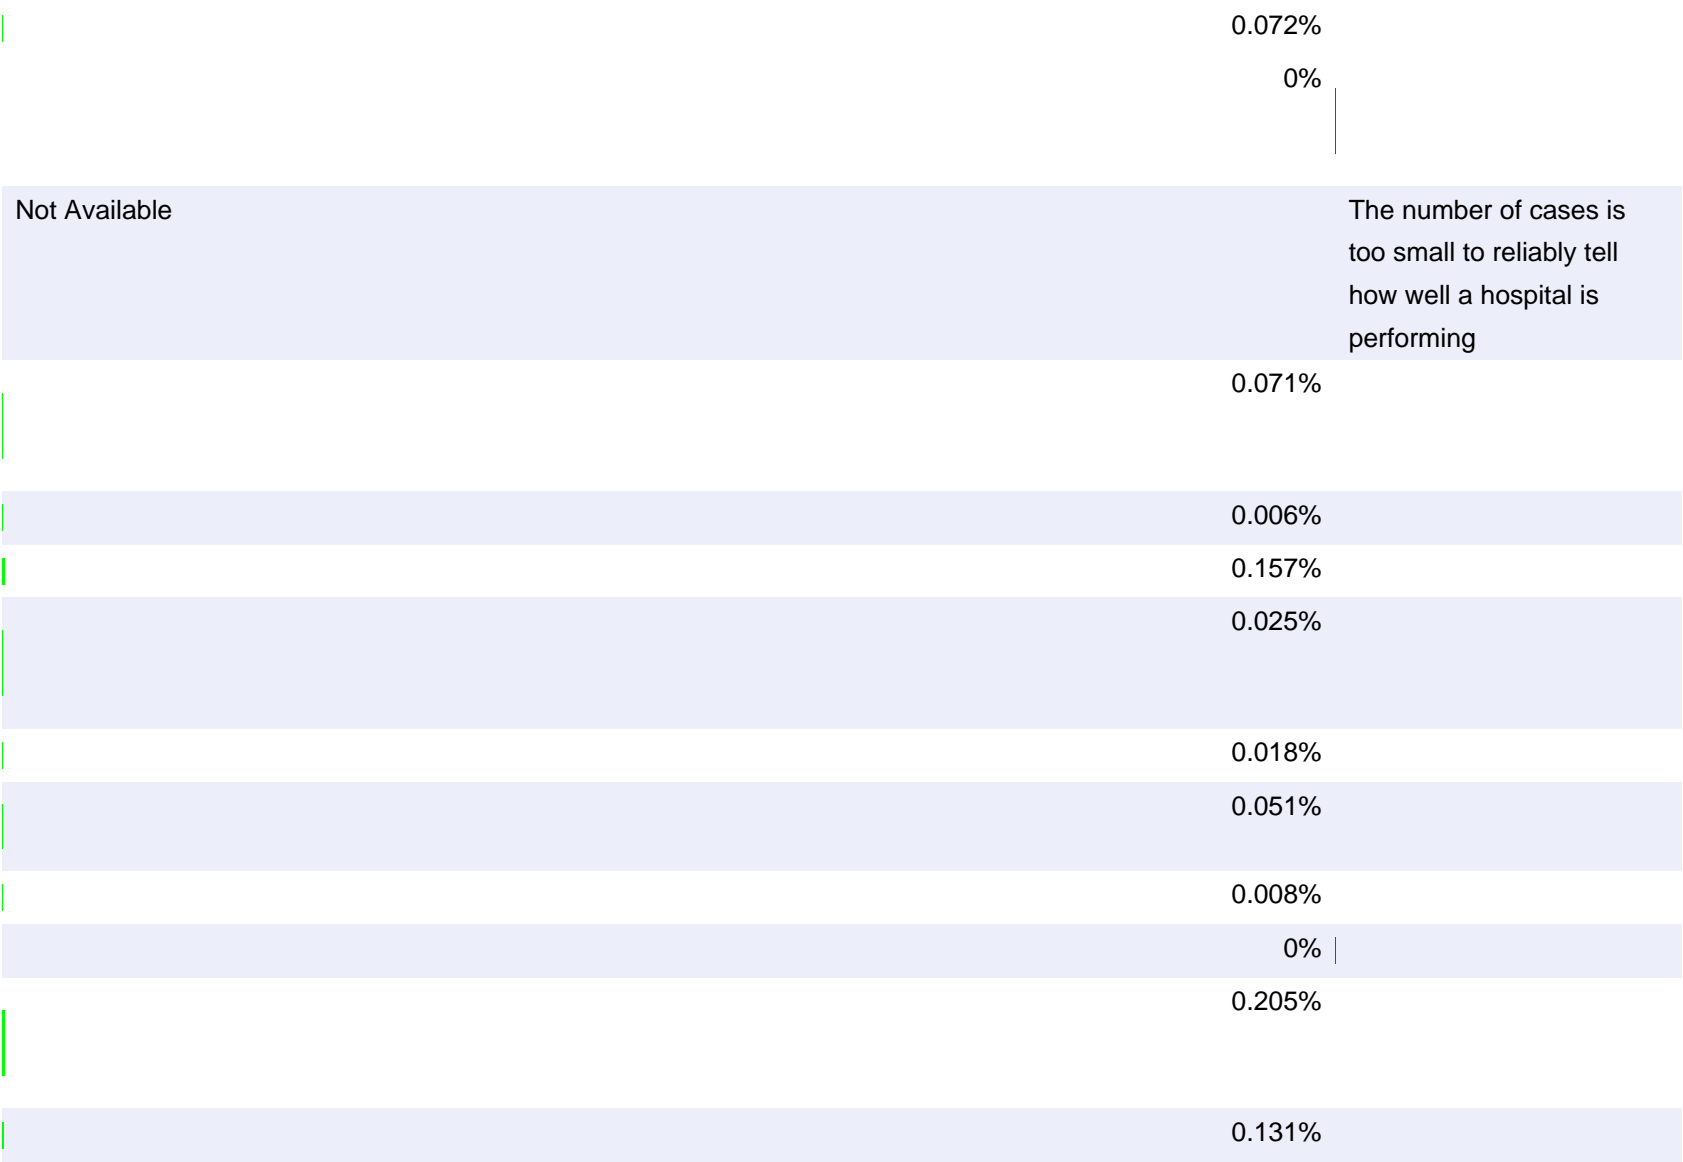 0.072%
0%
Not Available
The number of cases is
too small to reliably tell
how well a hospital is
performing
0.071%
0.006%
0.157%
0.025%
0.018%
0.051%
0.008%
0%
0.205%
0.131%